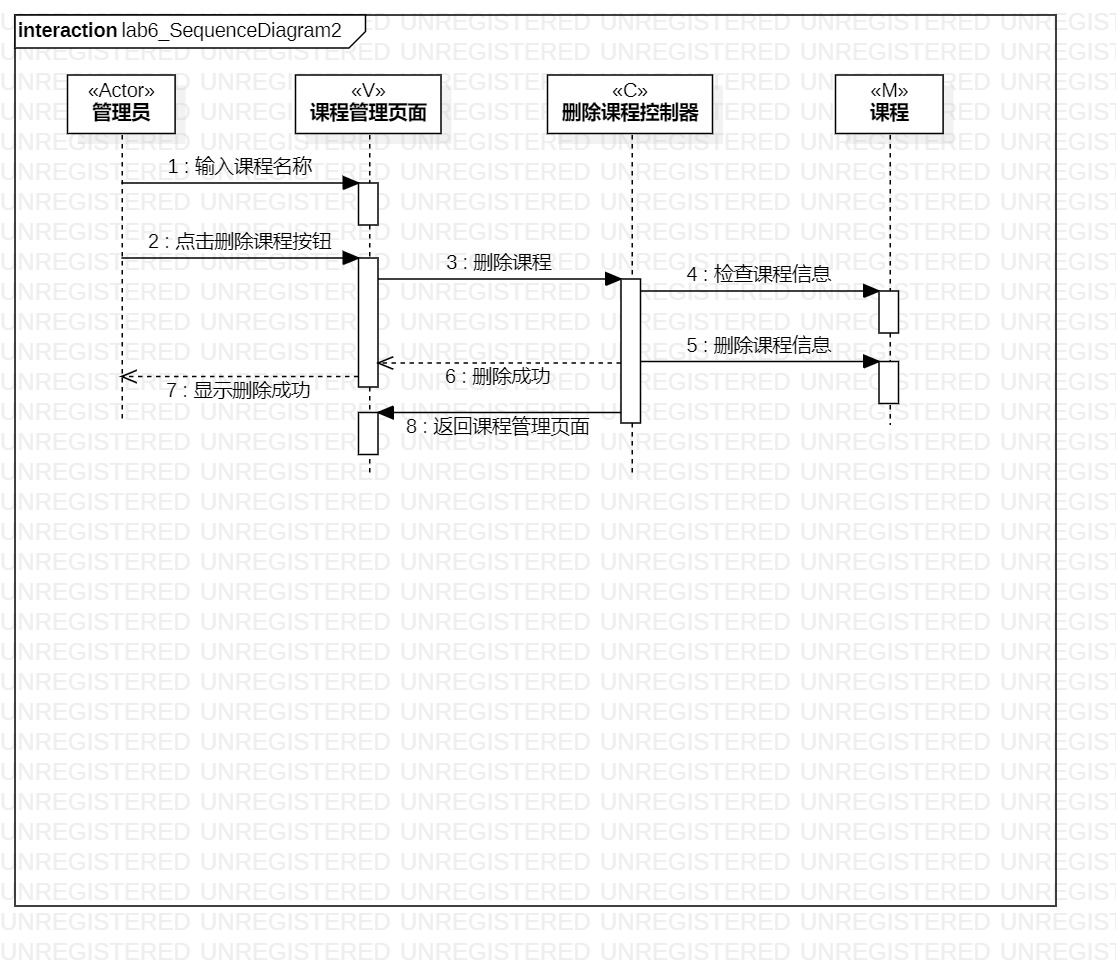 interaction lab6_SequenceDiagram2
«Actor»
管理员
«V»
课程管理页面
«C»
删除课程控制器
«M»
课程
1 : 输入课程名称
2 : 点击删除课程按钮
3 : 删除课程
4 : 检查课程信息
5 : 删除课程信息
6 : 删除成功
7 : 显示删除成功
8 : 返回课程管理页面
UNREGISTERED